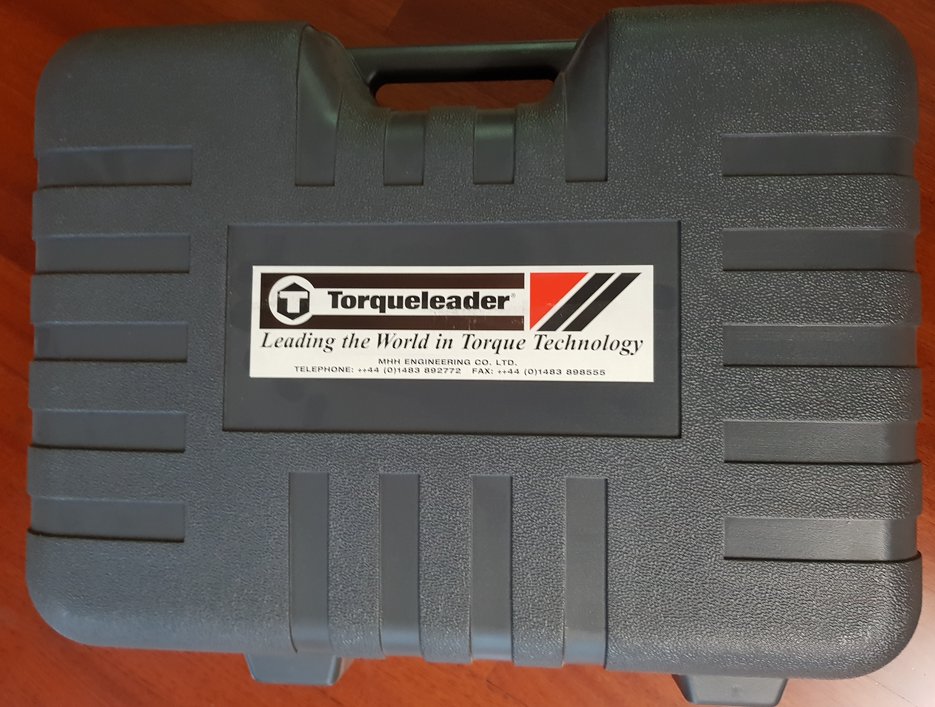 Torqueleader®
Leading the World in Torque Technology
MHH ENGINEERING CO. LTD.
TELEPHONE: ++44 (0)1483 892772 FAX: ++44 (0)1483 898555